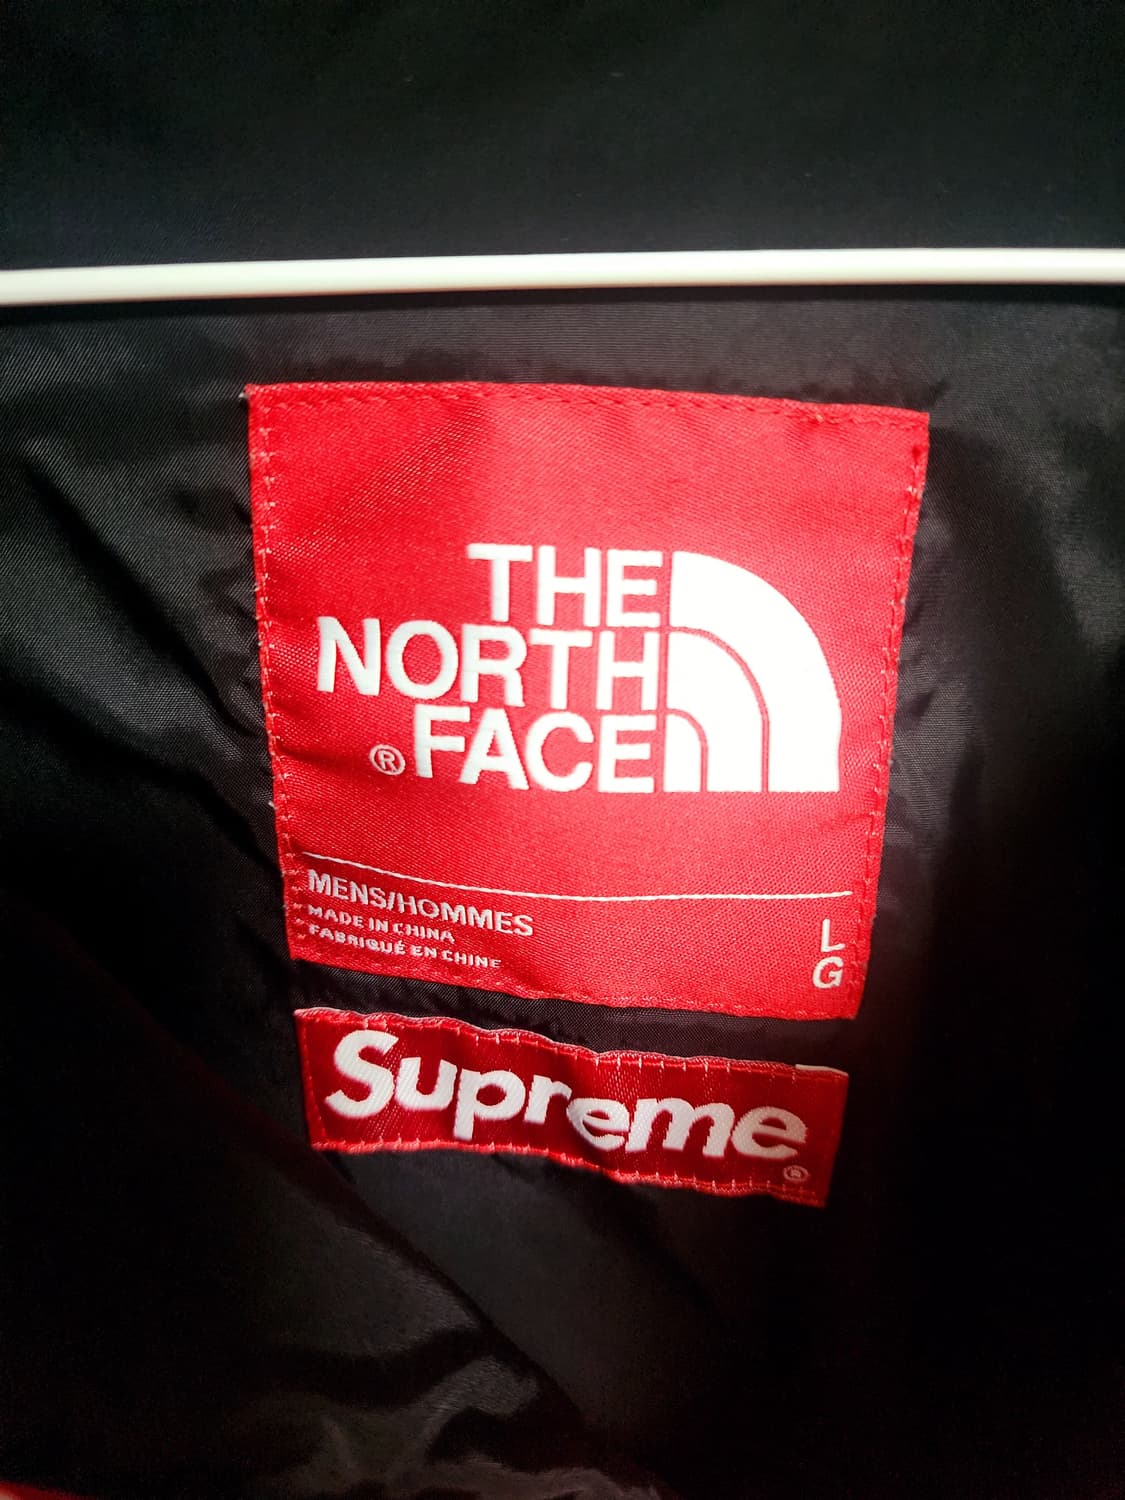 THE
NORTH
® FACE
MENS/HOMMES
MADE IN CHINA
FABRIQUÉ EN CHINE
L
G
Supreme
®